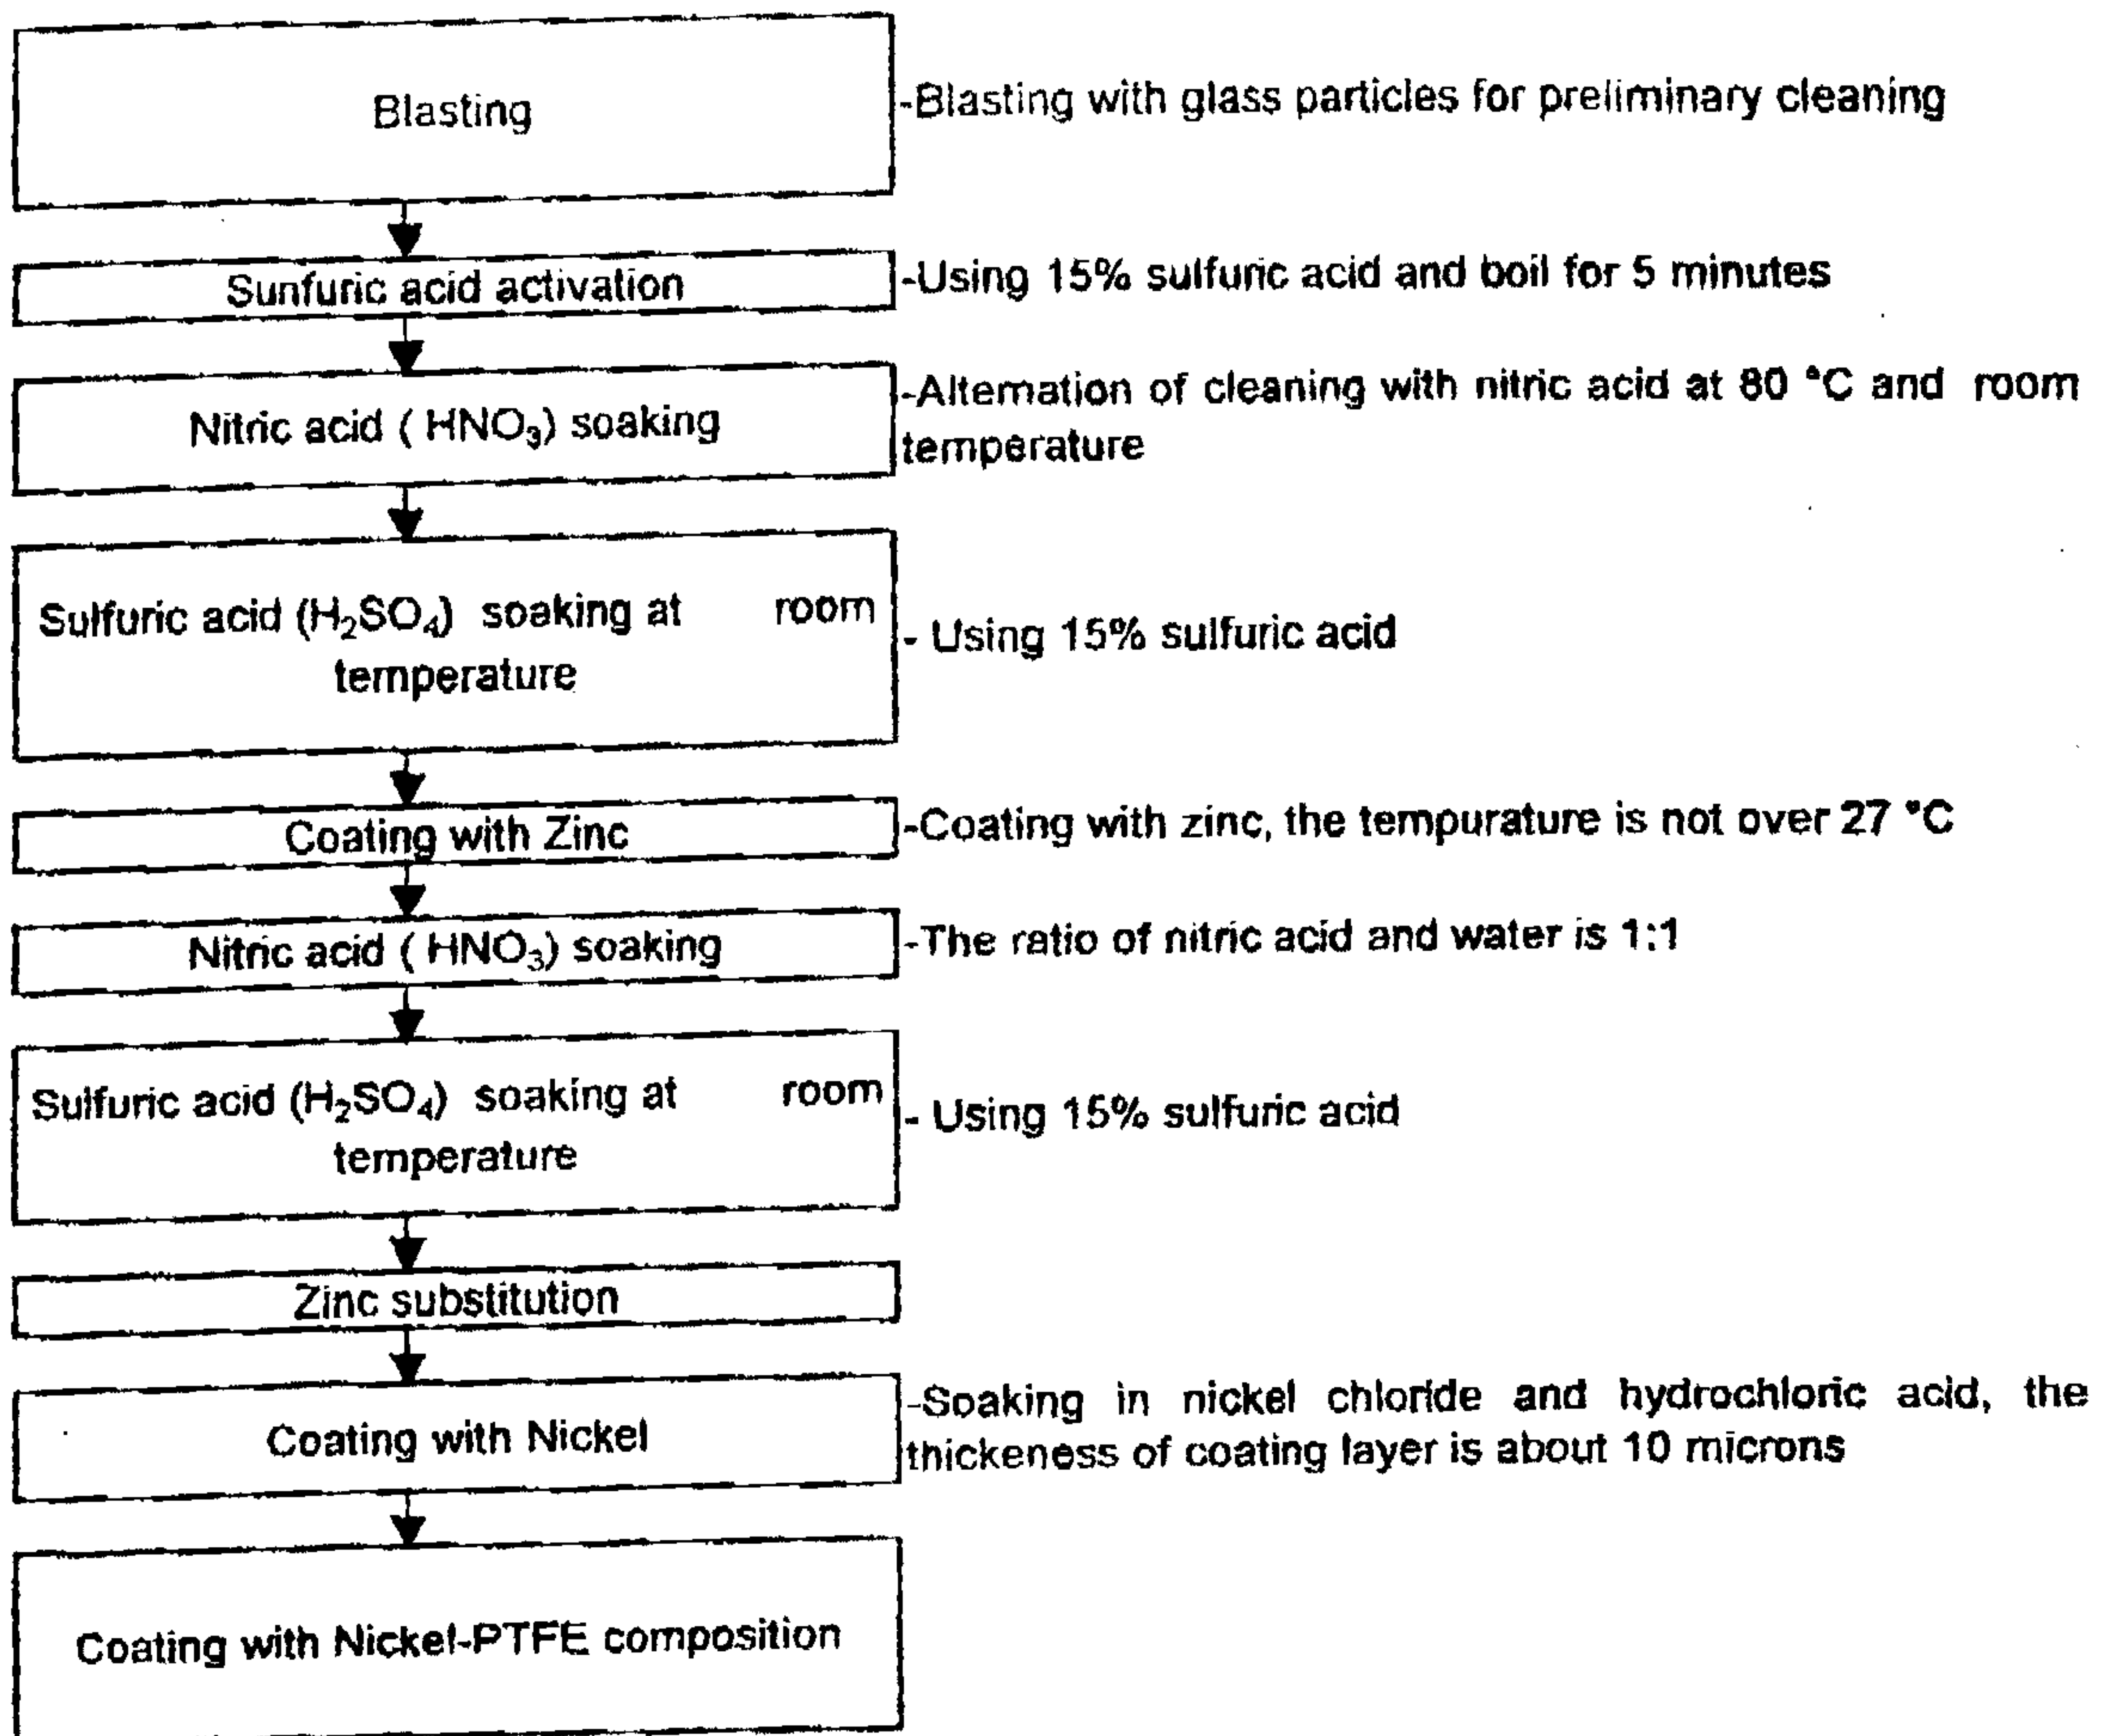 Blasting
-Blasting with glass particles for preliminary cleaning
Sunfuric acid activation
-Using 15% sulfuric acid and boil for 5 minutes
Nitric acid ( HNO₃) soaking
-Alternation of cleaning with nitric acid at 80 °C and room
temperature
Sulfuric acid (H₂SO₄) soaking at room
temperature
- Using 15% sulfuric acid
Coating with Zinc
-Coating with zinc, the tempurature is not over 27 °C
Nitric acid ( HNO₃) soaking
-The ratio of nitric acid and water is 1:1
Sulfuric acid (H₂SO₄) soaking at room
temperature
- Using 15% sulfuric acid
Zinc substitution
Coating with Nickel
-Soaking in nickel chloride and hydrochloric acid, the
thickeness of coating layer is about 10 microns
Coating with Nickel-PTFE composition